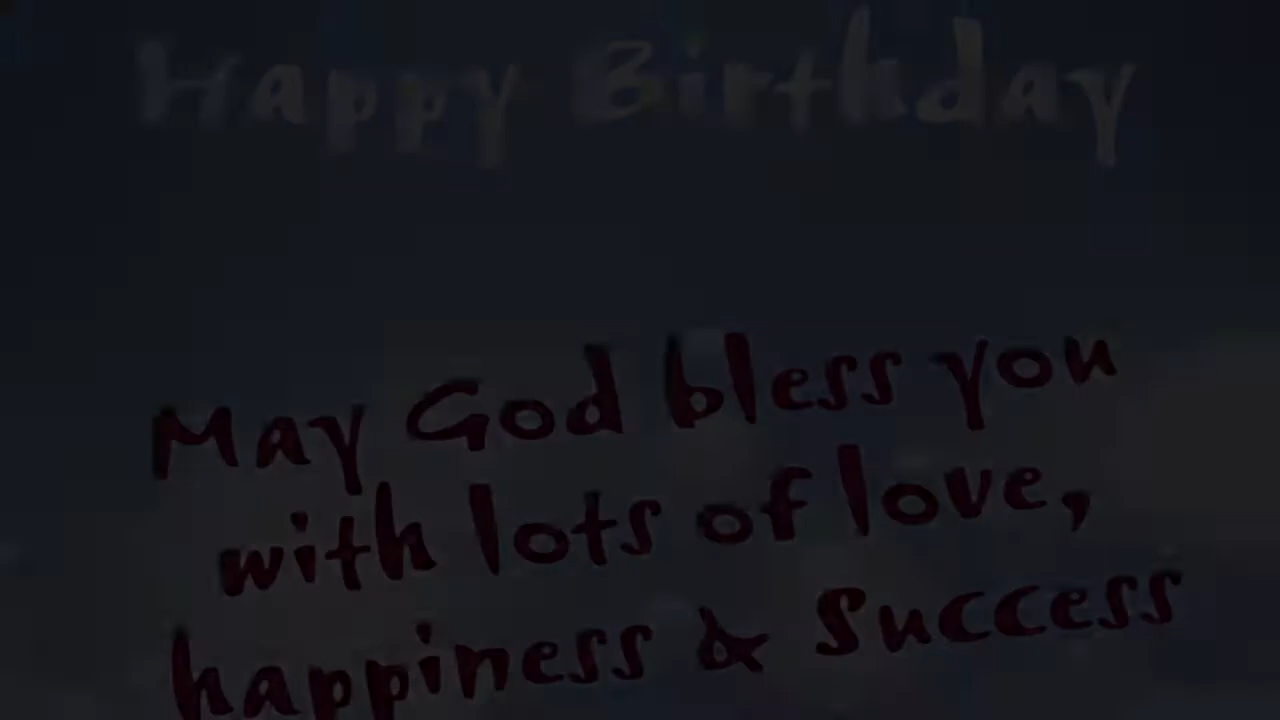 Happy Birthday
May God bless you
with lots of love,
happiness & Success